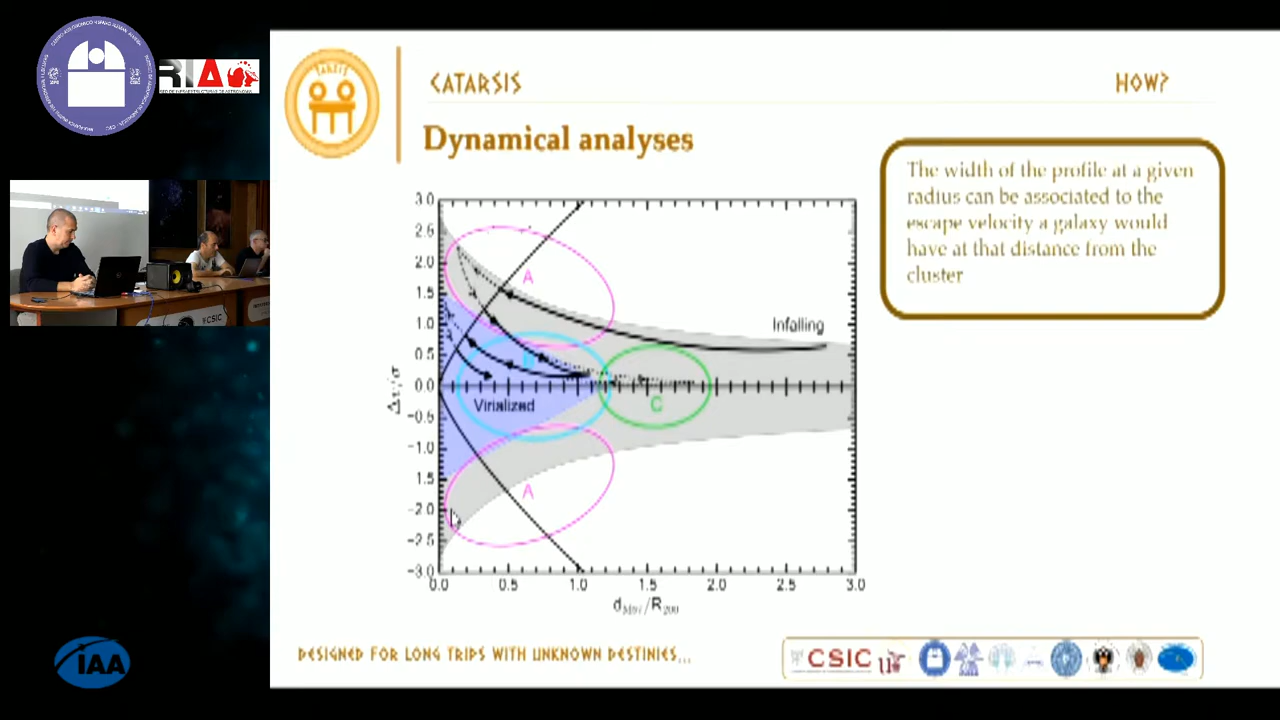 RIA
CATARSIS
HOW?
Dynamical analyses
The width of the profile at a given
radius can be associated to the
escape velocity a galaxy would
have at that distance from the
cluster
3.0
2.5
2.0
1.5
1.0
0.5
0.0
−0.5
−1.0
1.5
−2.0
−2.5
−3.0
Δv/σ
A
Infalling
B
C
Virialized
A
0.0 0.5 1.0 1.5 2.0 2.5 3.0
/R200
DESIGNED FOR LONG TRIPS WITH UNKNOWN DESTINIES...
CSIC
CSIC
IAA